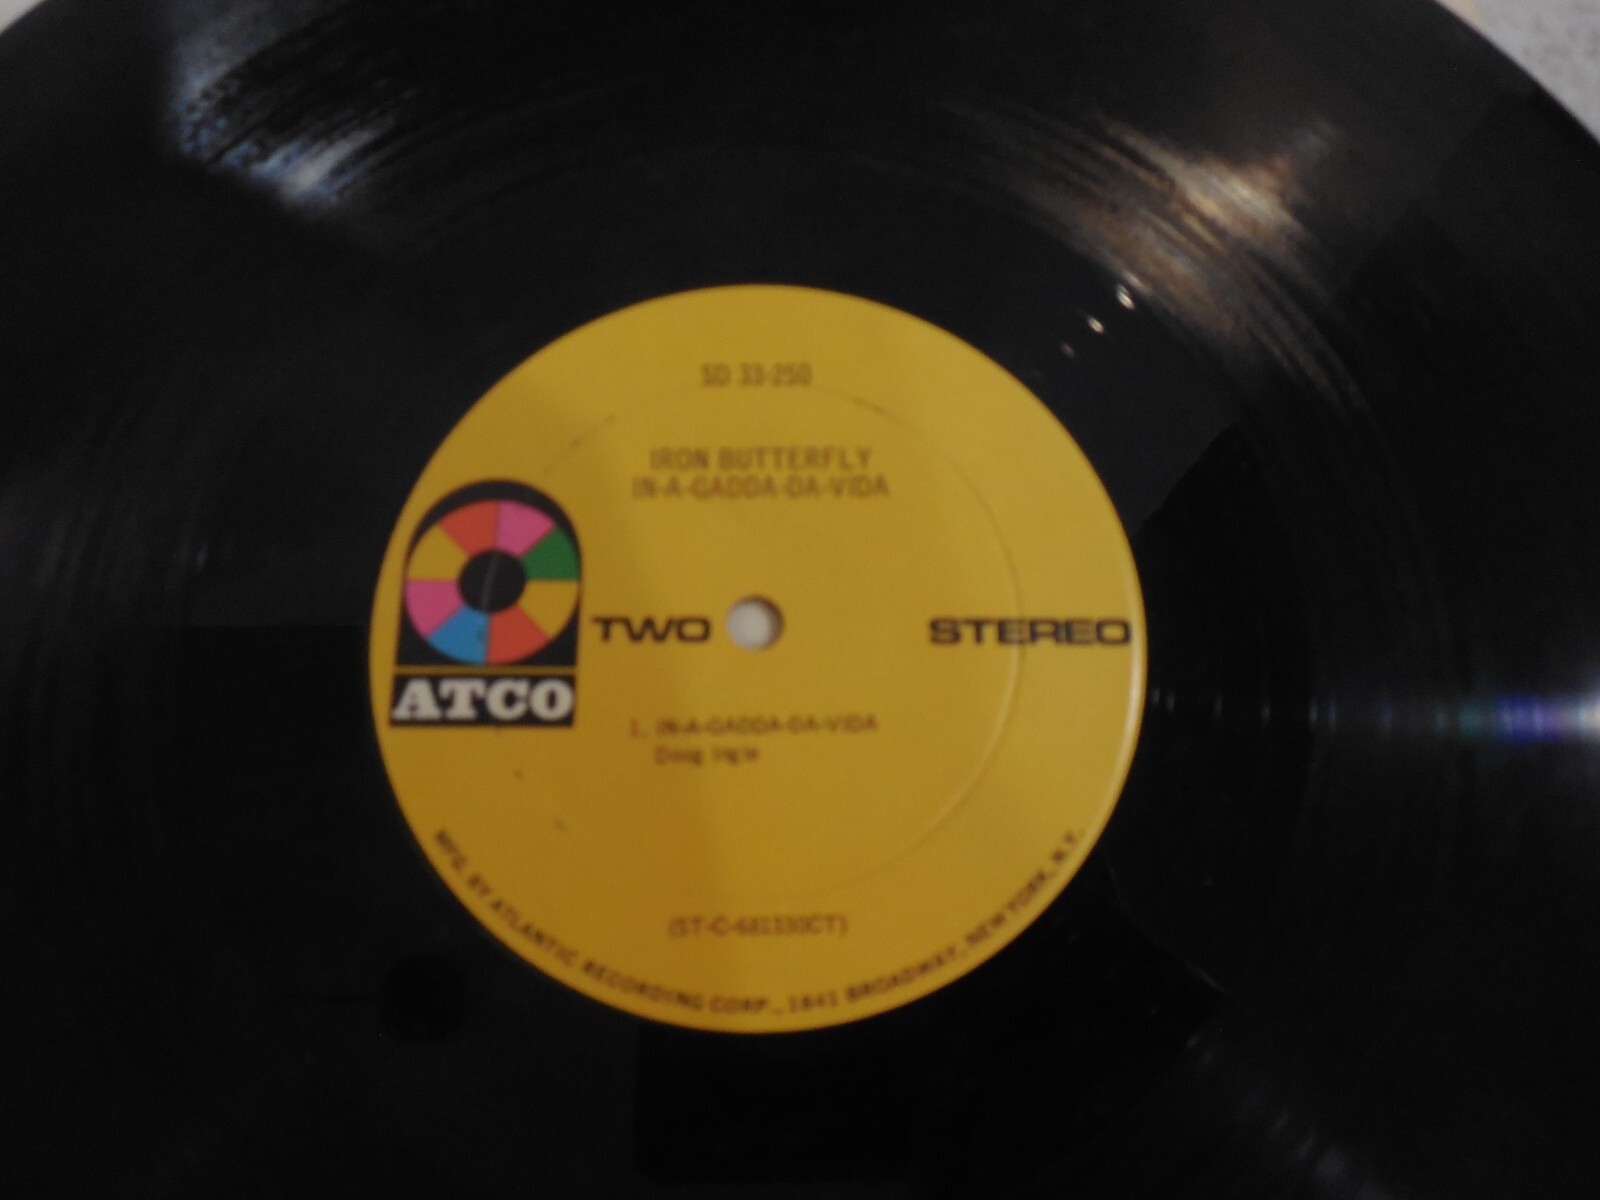 SD 33-250
IRON BUTTERFLY
IN-A-GADDA-DA-VIDA
TWO
STEREO
ATCO
1. IN-A-GADDA-DA-VIDA
Doug Ingle
(ST-C-681330CT)
MFG. BY ATLANTIC RECORDING CORP., 1841 BROADWAY, NEW YORK, N.Y.